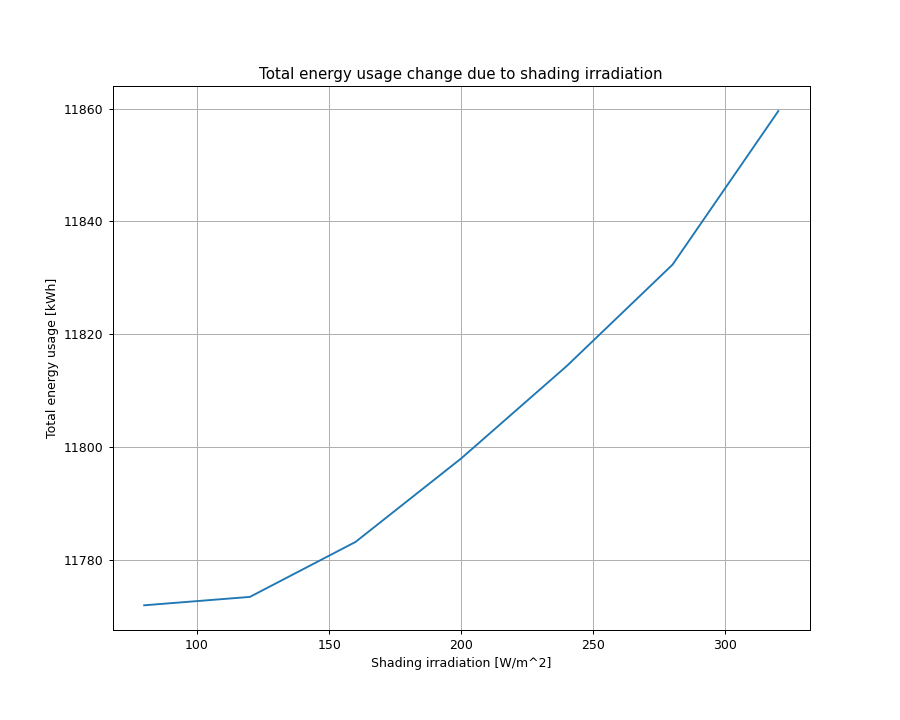 Total energy usage change due to shading irradiation
11860
11840
11820
11800
11780
Total energy usage [kWh]
100 150 200 250 300
Shading irradiation [W/m^2]